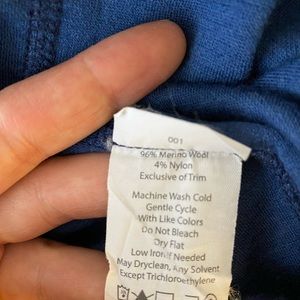 001
96% Merino Wool
4% Nylon
Exclusive of Trim
Machine Wash Cold
Gentle Cycle
With Like Colors
Do Not Bleach
Dry Flat
Low Iron If Needed
May Dryclean, Any Solvent
Except Trichloroethylene